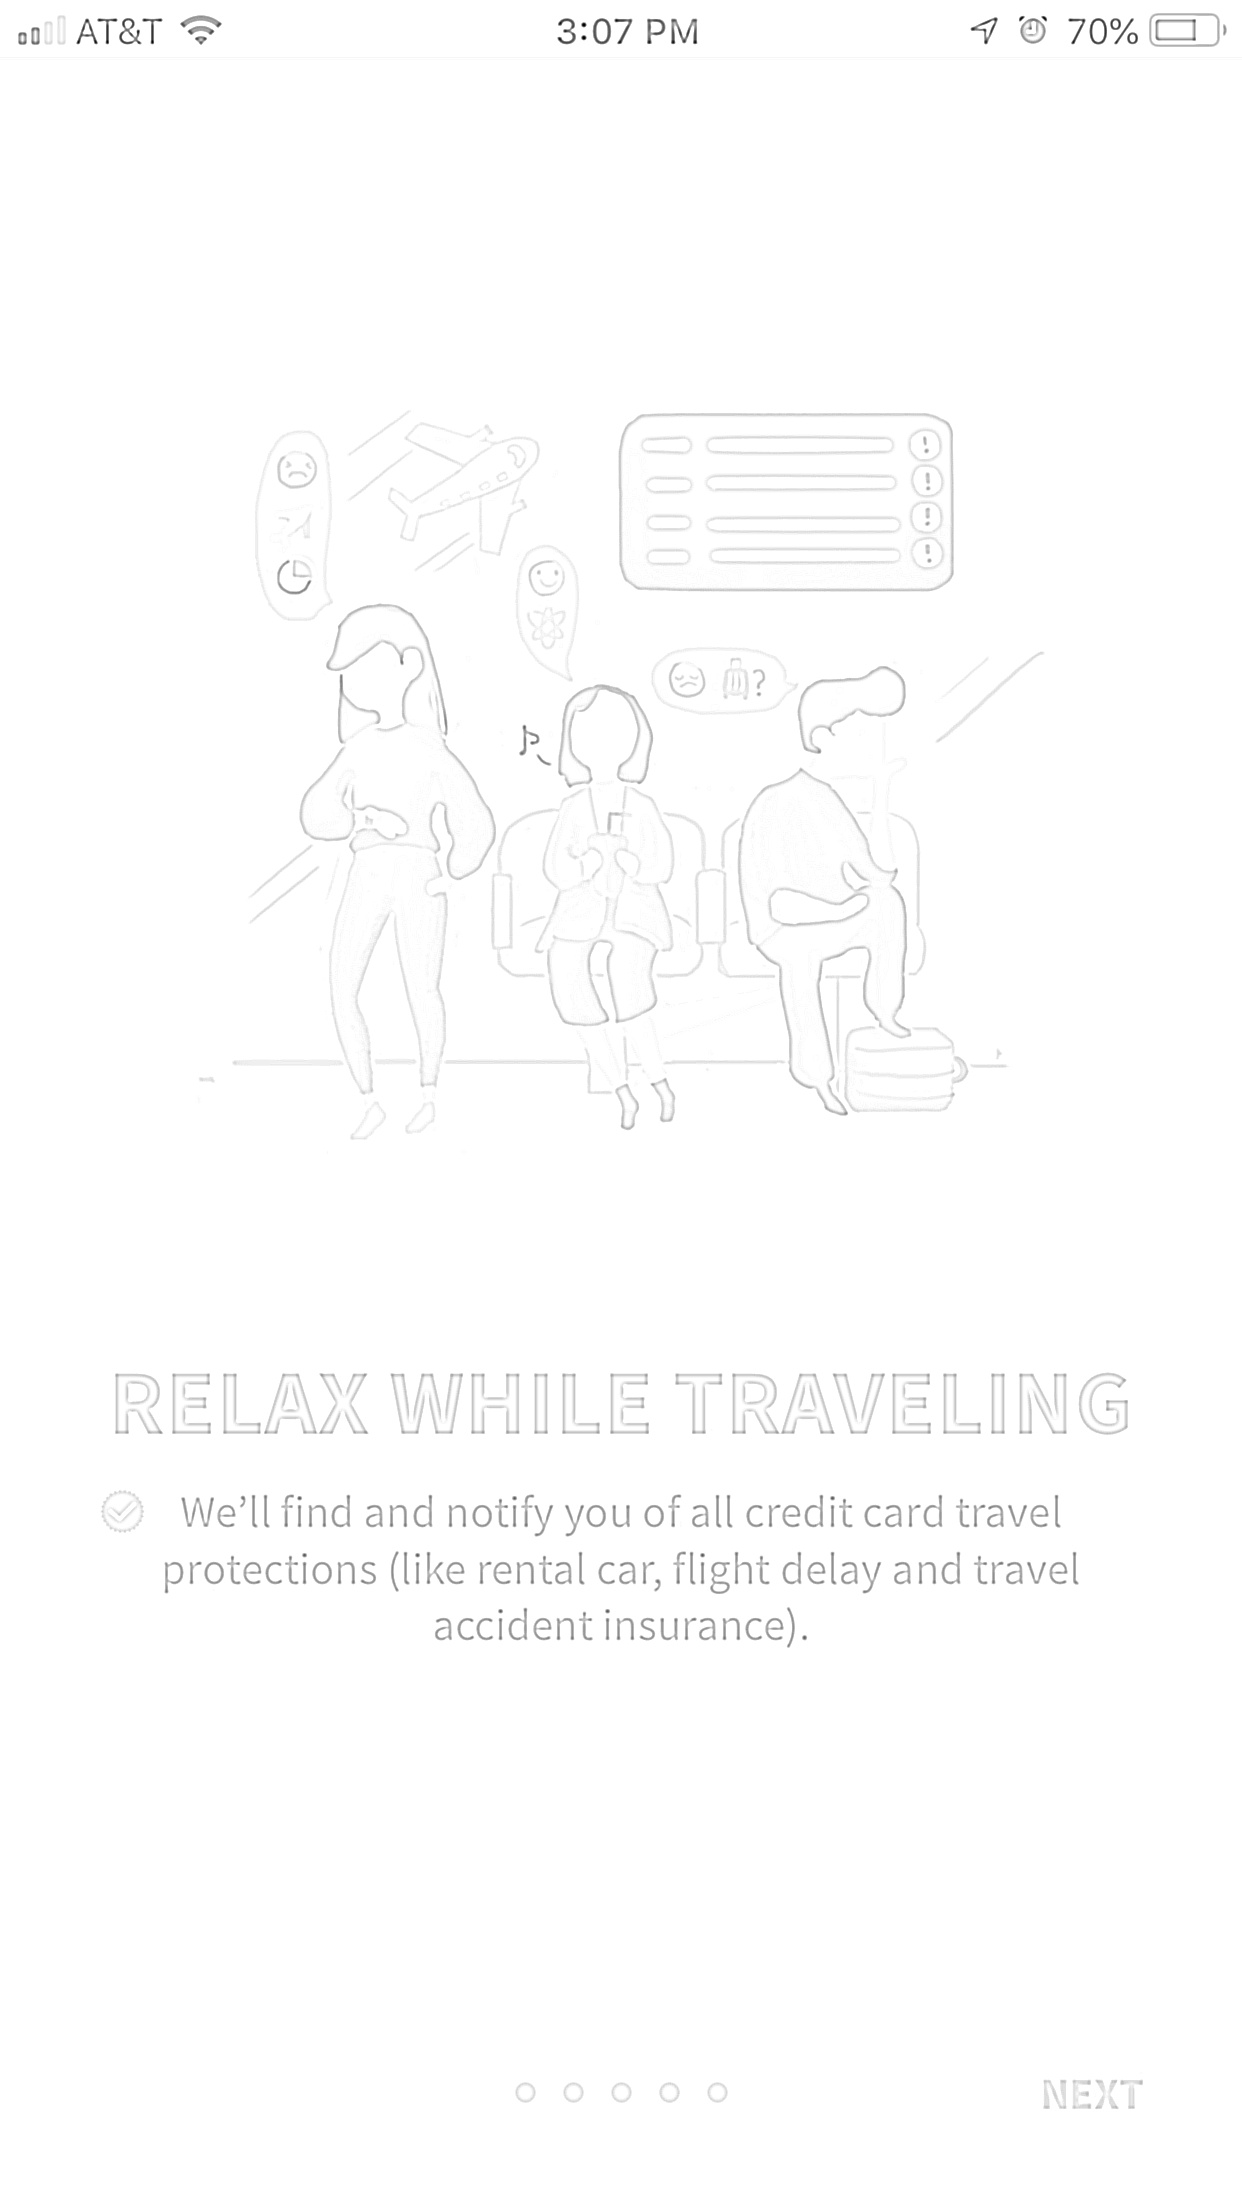 AT&T 3:07 PM 70%
?
RELAX WHILE TRAVELING
We’ll find and notify you of all credit card travel
protections (like rental car, flight delay and travel
accident insurance).
NEXT